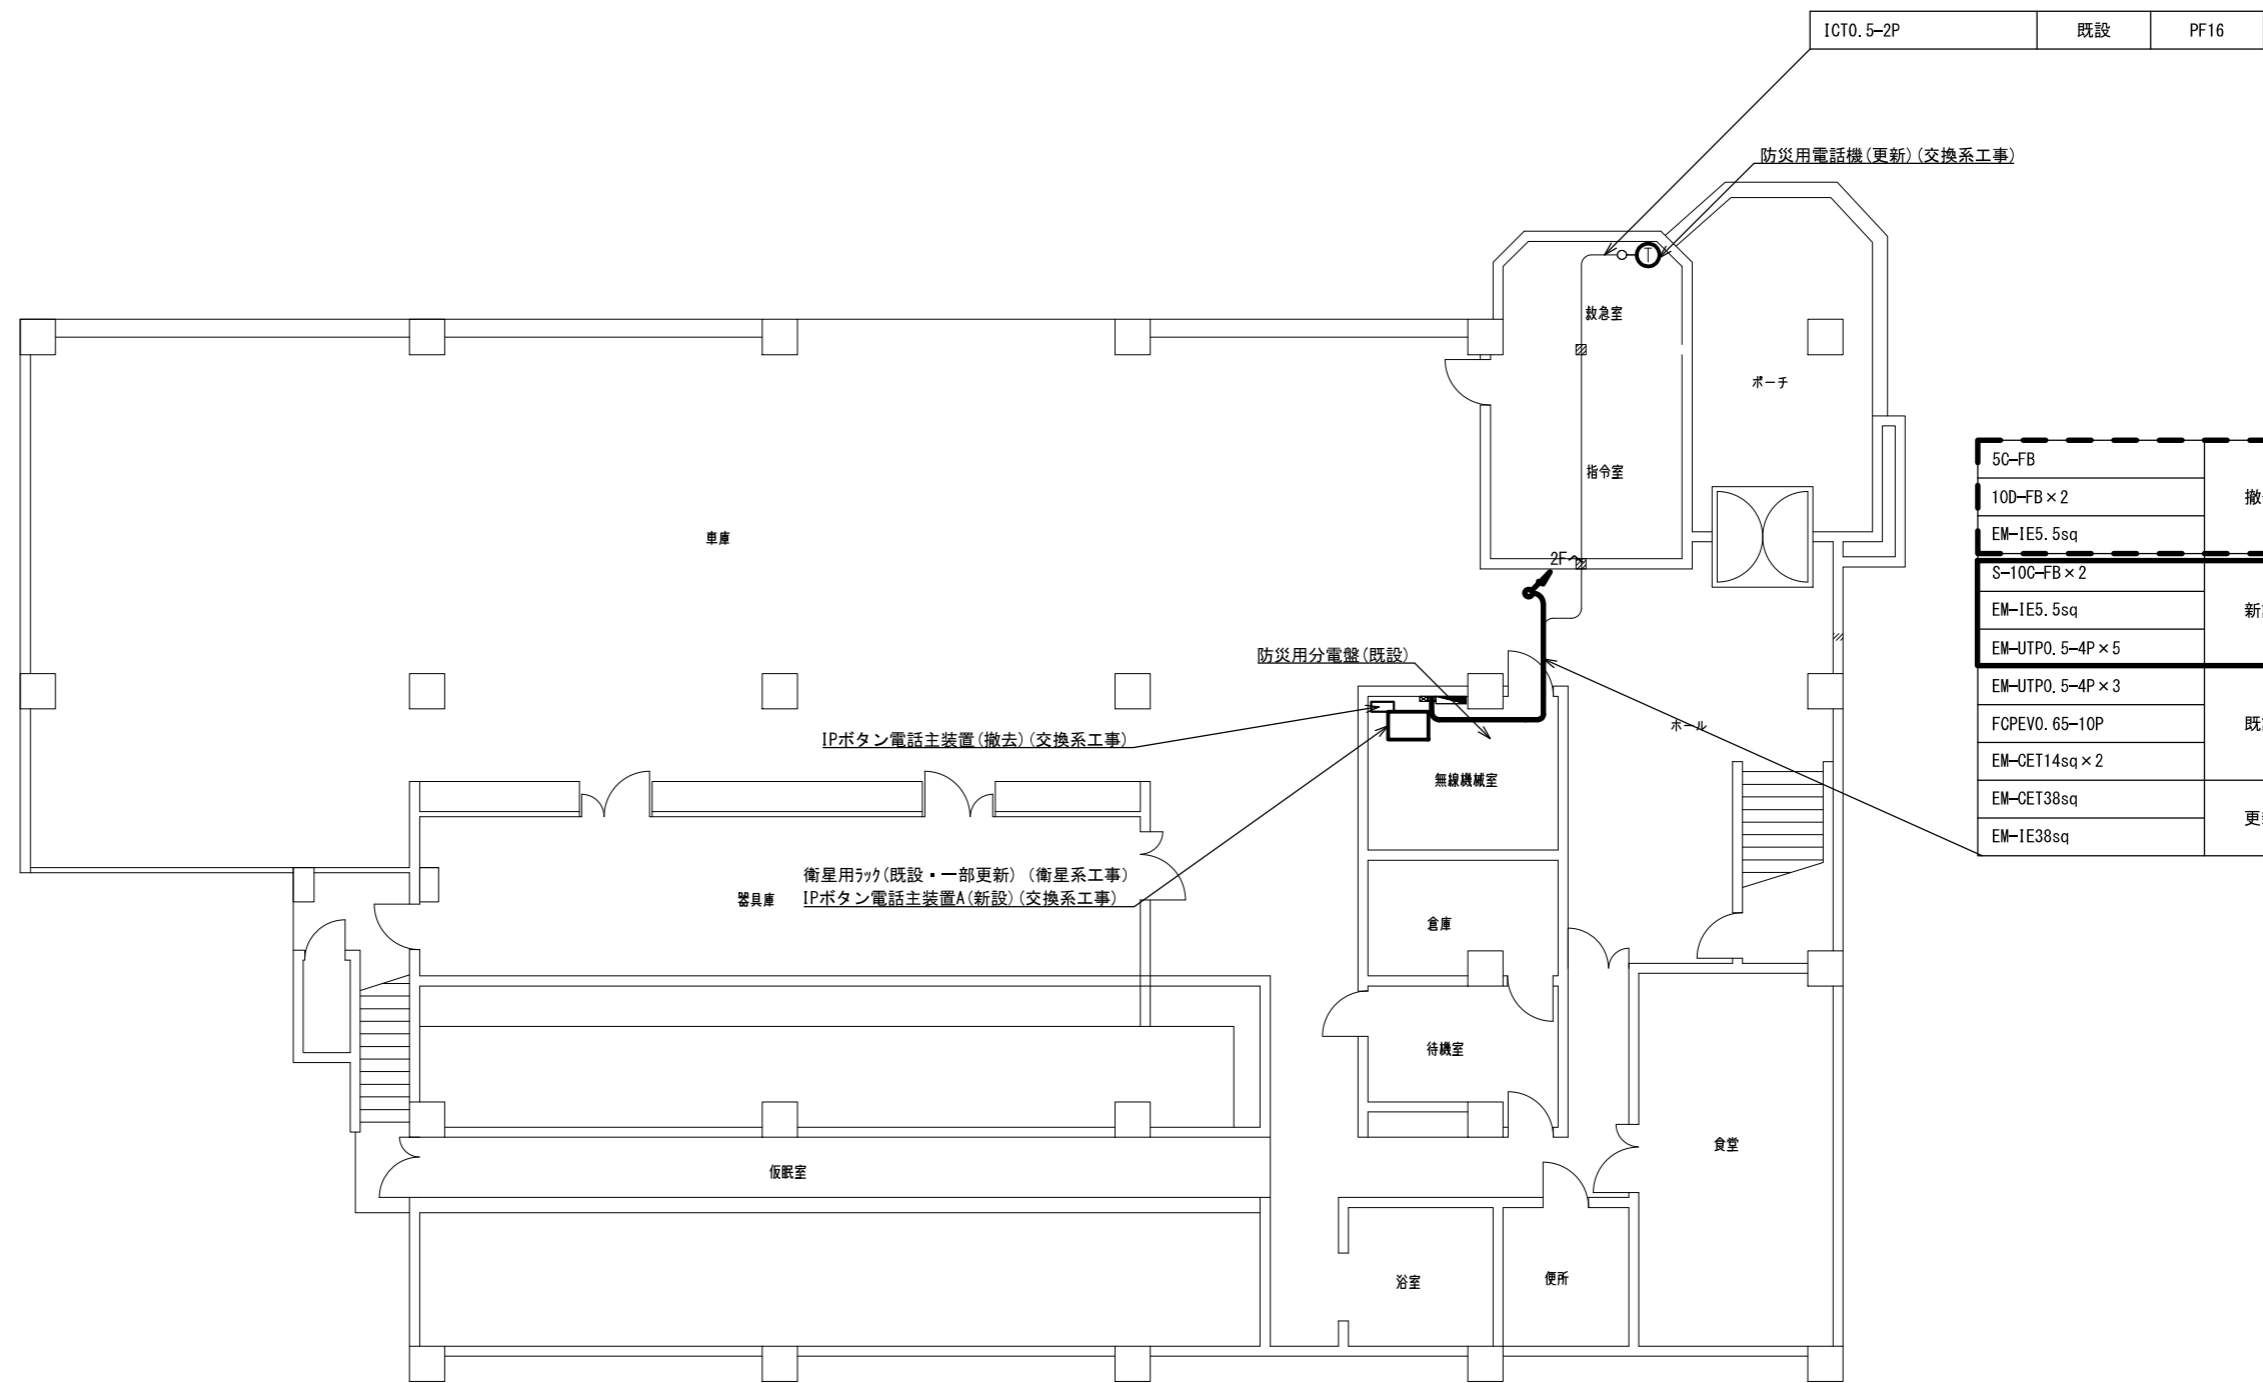 ICT0.5-2P 既設 PF16
防災用電話機(更新)(交換系工事)
T
救急室
ポーチ
指令室
車庫
2Fへ
5C-FB
10D-FB×2
EM-IE5.5sq
S-10C-FB×2
EM-IE5.5sq
EM-UTP0.5-4P×5
EM-UTP0.5-4P×3
FCPEV0.65-10P
EM-CET14sq×2
EM-CET38sq
EM-IE38sq
防災用分電盤(既設)
ホール
IPボタン電話主装置(撤去)(交換系工事)
無線機械室
衛星用ラック(既設・一部更新)(衛星系工事)
器具庫
IPボタン電話主装置A(新設)(交換系工事)
倉庫
待機室
食堂
仮眠室
浴室
便所